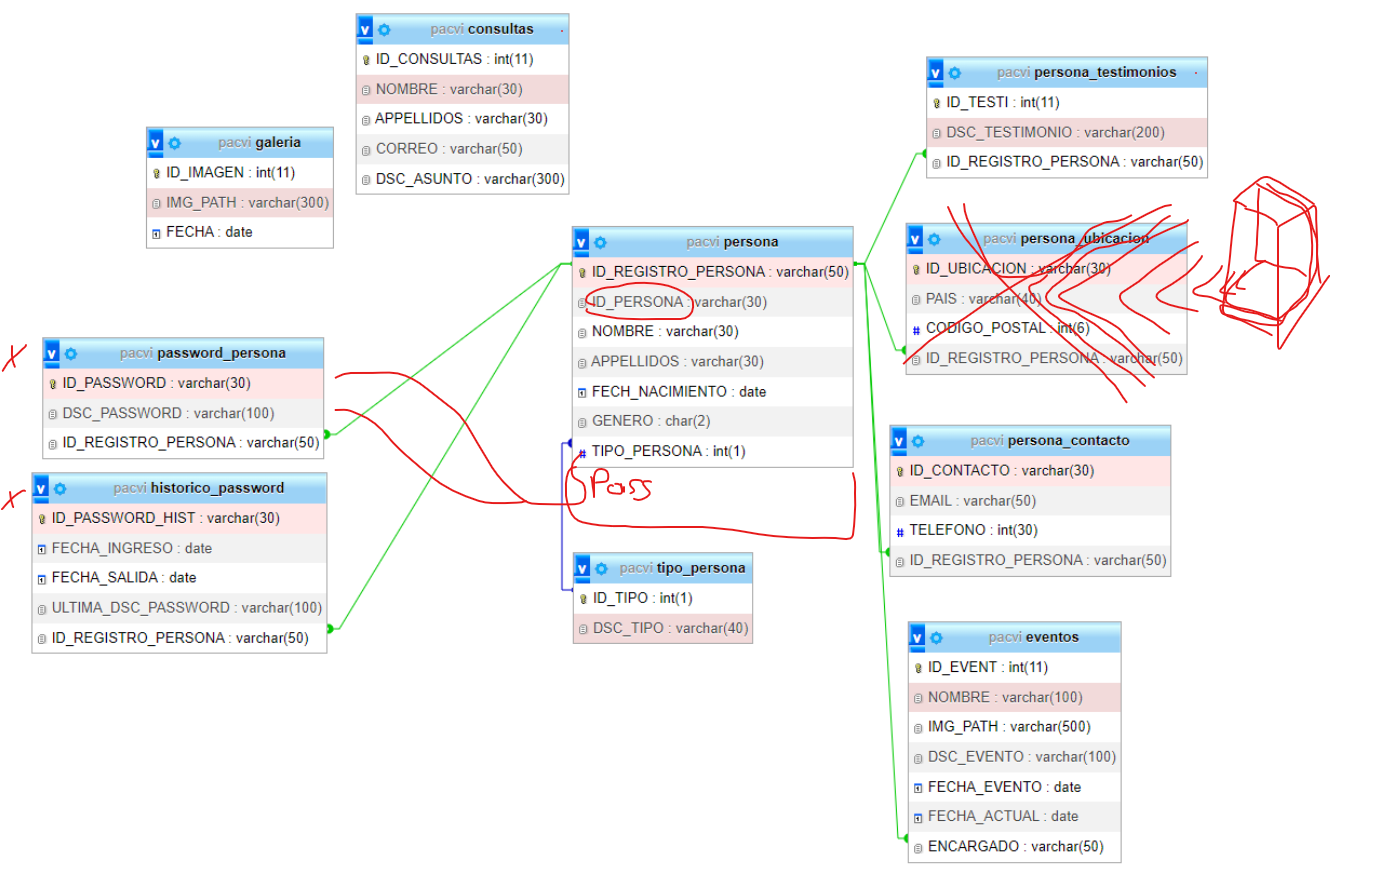 pacvi consultas
ID_CONSULTAS : int(11)
NOMBRE : varchar(30)
APPELLIDOS : varchar(30)
CORREO : varchar(50)
DSC_ASUNTO : varchar(300)
pacvi galeria
ID_IMAGEN : int(11)
IMG_PATH : varchar(300)
FECHA : date
pacvi persona_testimonios
ID_TESTI : int(11)
DSC_TESTIMONIO : varchar(200)
ID_REGISTRO_PERSONA : varchar(50)
pacvi persona
ID_REGISTRO_PERSONA : varchar(50)
ID_PERSONA : varchar(30)
NOMBRE : varchar(30)
APPELLIDOS : varchar(30)
FECH_NACIMIENTO : date
GENERO : char(2)
TIPO_PERSONA : int(1)
Pass
pacvi persona_ubicacion
ID_UBICACION : varchar(30)
PAIS : varchar(40)
CODIGO_POSTAL : int(6)
ID_REGISTRO_PERSONA : varchar(50)
X
pacvi password_persona
ID_PASSWORD : varchar(30)
DSC_PASSWORD : varchar(100)
ID_REGISTRO_PERSONA : varchar(50)
X
pacvi historico_password
ID_PASSWORD_HIST : varchar(30)
FECHA_INGRESO : date
FECHA_SALIDA : date
ULTIMA_DSC_PASSWORD : varchar(100)
ID_REGISTRO_PERSONA : varchar(50)
pacvi persona_contacto
ID_CONTACTO : varchar(30)
EMAIL : varchar(50)
TELEFONO : int(30)
ID_REGISTRO_PERSONA : varchar(50)
pacvi tipo_persona
ID_TIPO : int(1)
DSC_TIPO : varchar(40)
pacvi eventos
ID_EVENT : int(11)
NOMBRE : varchar(100)
IMG_PATH : varchar(500)
DSC_EVENTO : varchar(100)
FECHA_EVENTO : date
FECHA_ACTUAL : date
ENCARGADO : varchar(50)